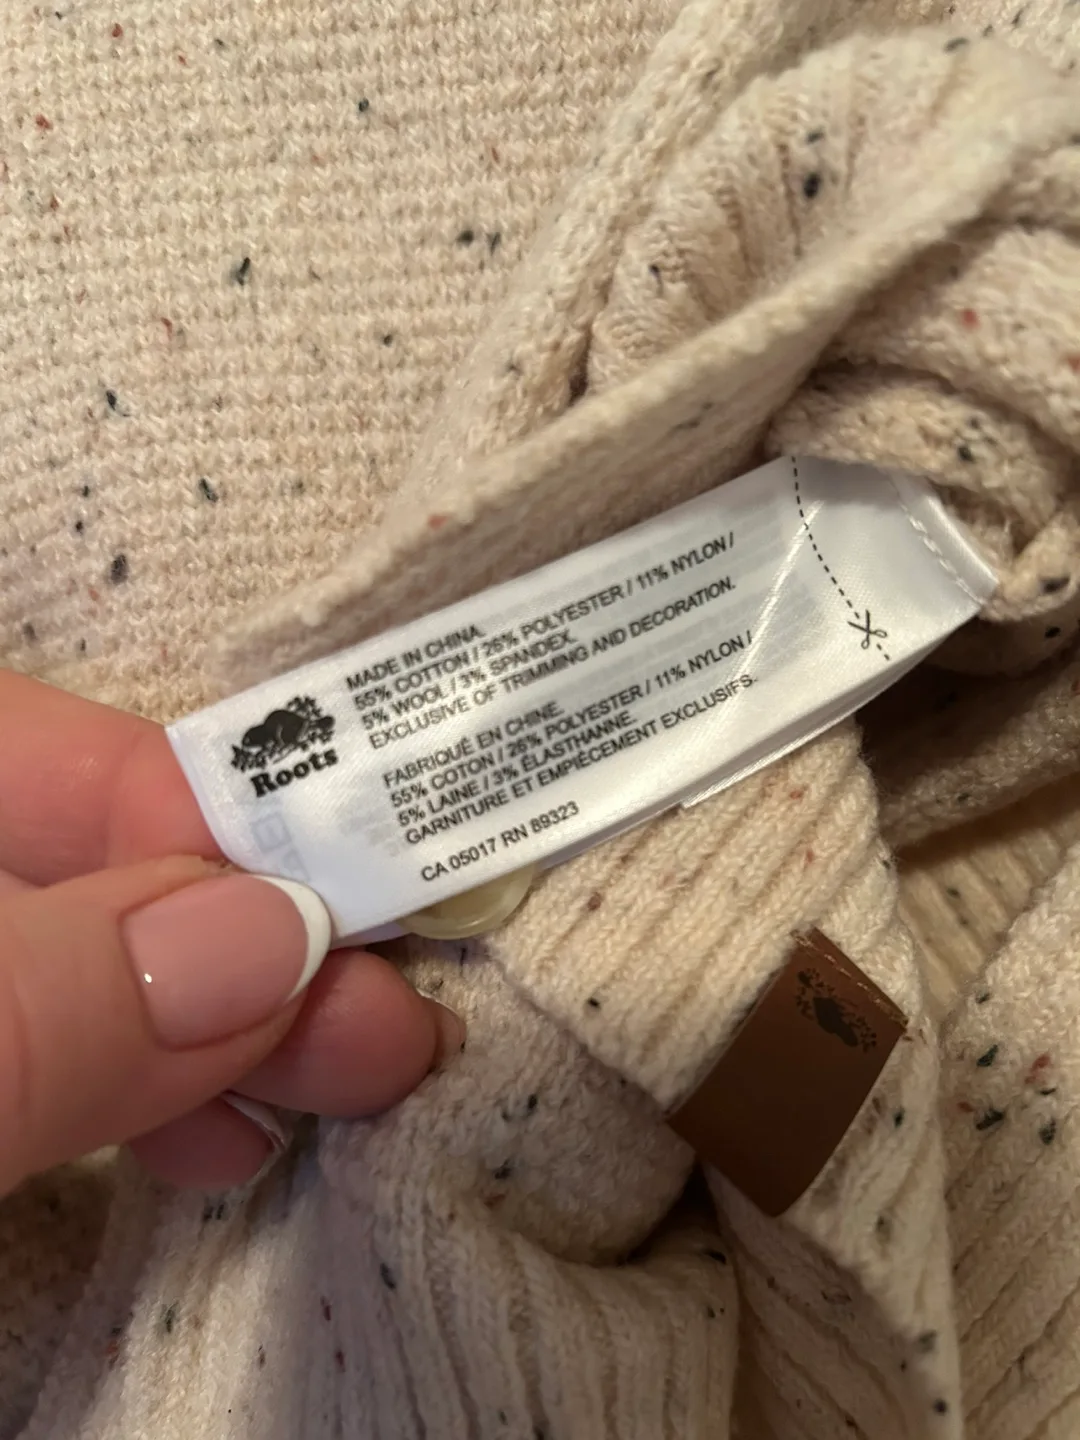 Roots
MADE IN CHINA.
55% COTTON / 26% POLYESTER / 11% NYLON /
5% WOOL / 3% SPANDEX.
EXCLUSIVE OF TRIMMING AND DECORATION.
FABRIQUÉ EN CHINE.
55% COTON / 26% POLYESTER / 11% NYLON /
5% LAINE / 3% ÉLASTHANNE.
GARNITURE ET EMPIÈCEMENT EXCLUSIFS.
CA 05017 RN 89323